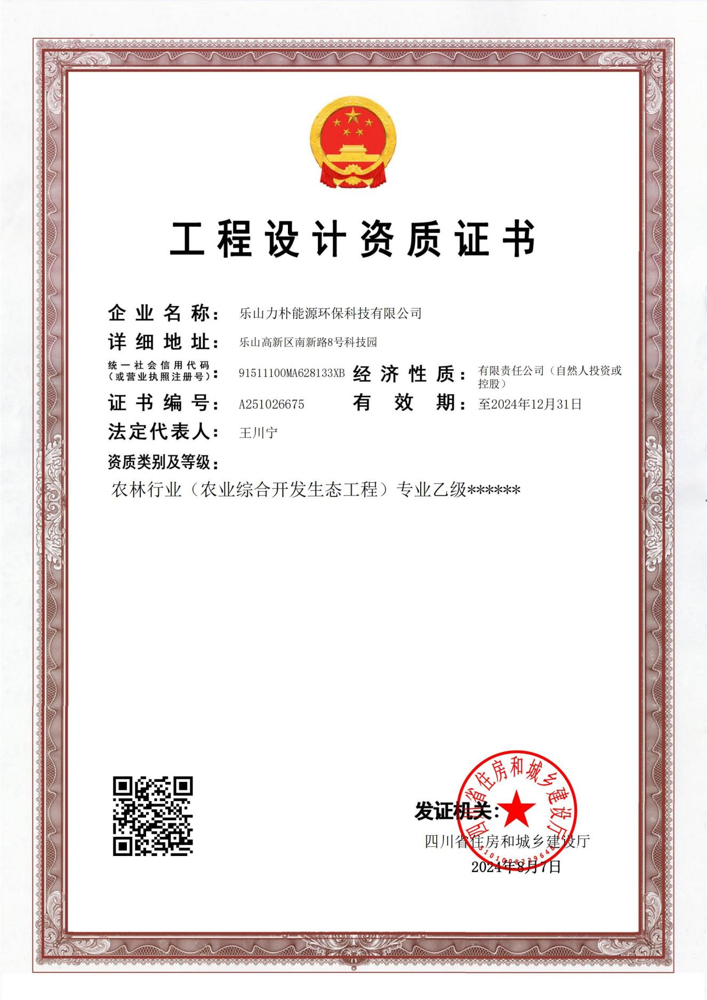 工程设计资质证书
企业名称： 乐山力朴能源环保科技有限公司
详细地址： 乐山高新区南新路8号科技园
统一社会信用代码
（或营业执照注册号）： 91511100MA628133XB 经济性质： 有限责任公司（自然人投资或
控股）
证书编号： A251026675 有效期： 至2024年12月31日
法定代表人： 王川宁
资质类别及等级：
农林行业（农业综合开发生态工程）专业乙级******
四川省住房和城乡建设厅
发证机关：
四川省住房和城乡建设厅
2024年8月7日